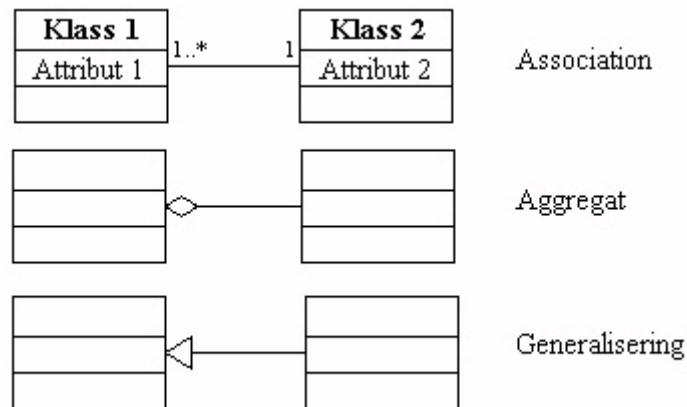 Klass 1
1..*
1
Klass 2
Attribut 1
Attribut 2
Association
Aggregat
Generalisering